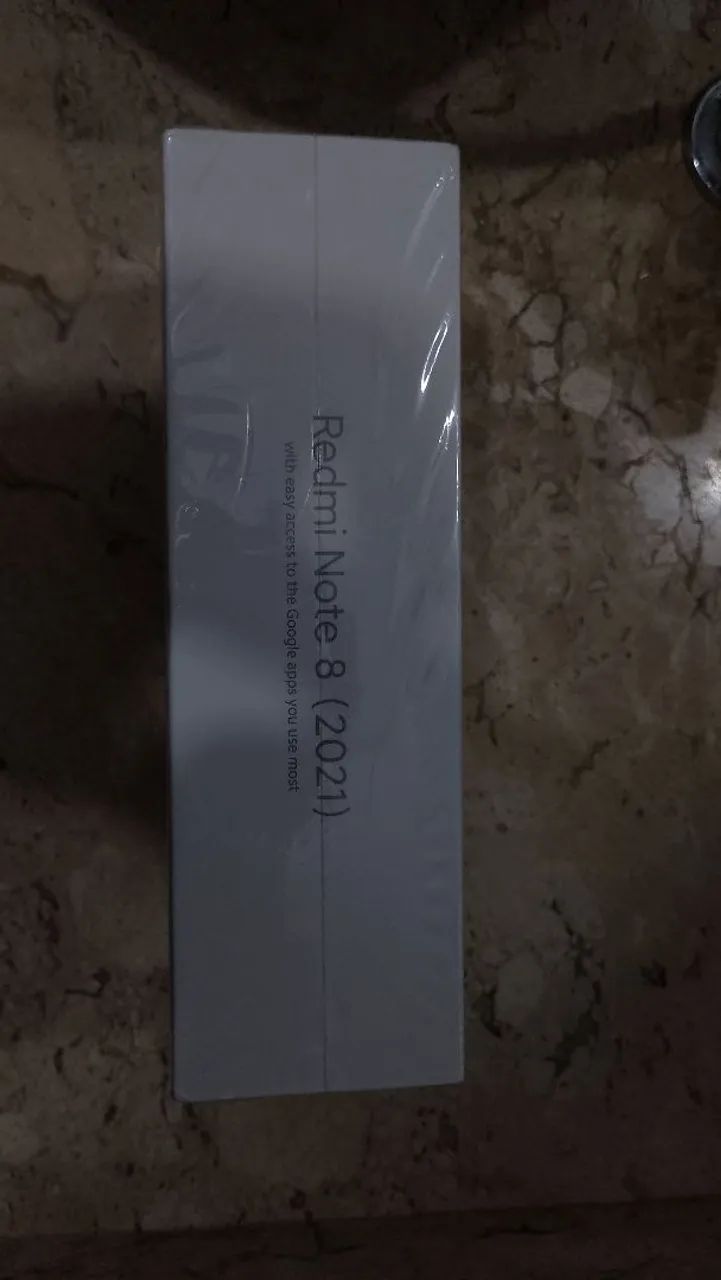 Redmi Note 8 (2021)
with easy access to the Google apps you use most